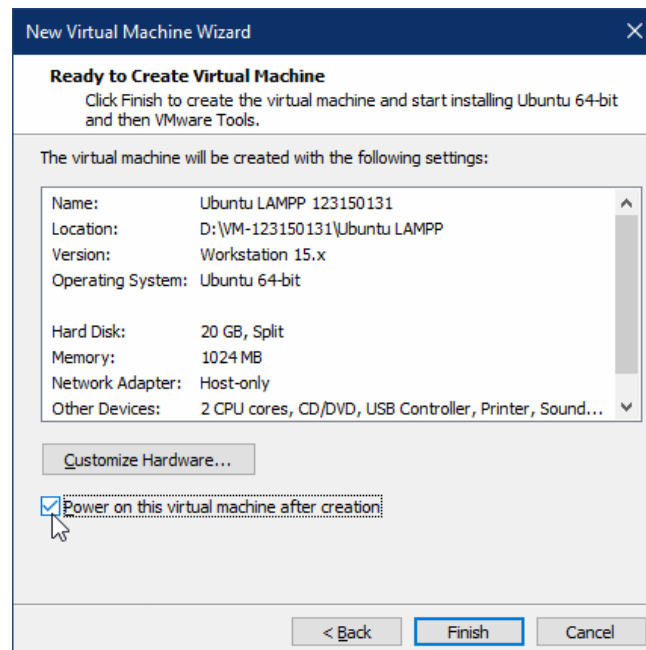 New Virtual Machine Wizard
Ready to Create Virtual Machine
Click Finish to create the virtual machine and start installing Ubuntu 64-bit
and then VMware Tools.
The virtual machine will be created with the following settings:
Name: Ubuntu LAMPP 123150131
Location: D:\VM-123150131\Ubuntu LAMPP
Version: Workstation 15.x
Operating System: Ubuntu 64-bit
Hard Disk: 20 GB, Split
Memory: 1024 MB
Network Adapter: Host-only
Other Devices: 2 CPU cores, CD/DVD, USB Controller, Printer, Sound...
Customize Hardware...
Power on this virtual machine after creation
< Back Finish Cancel